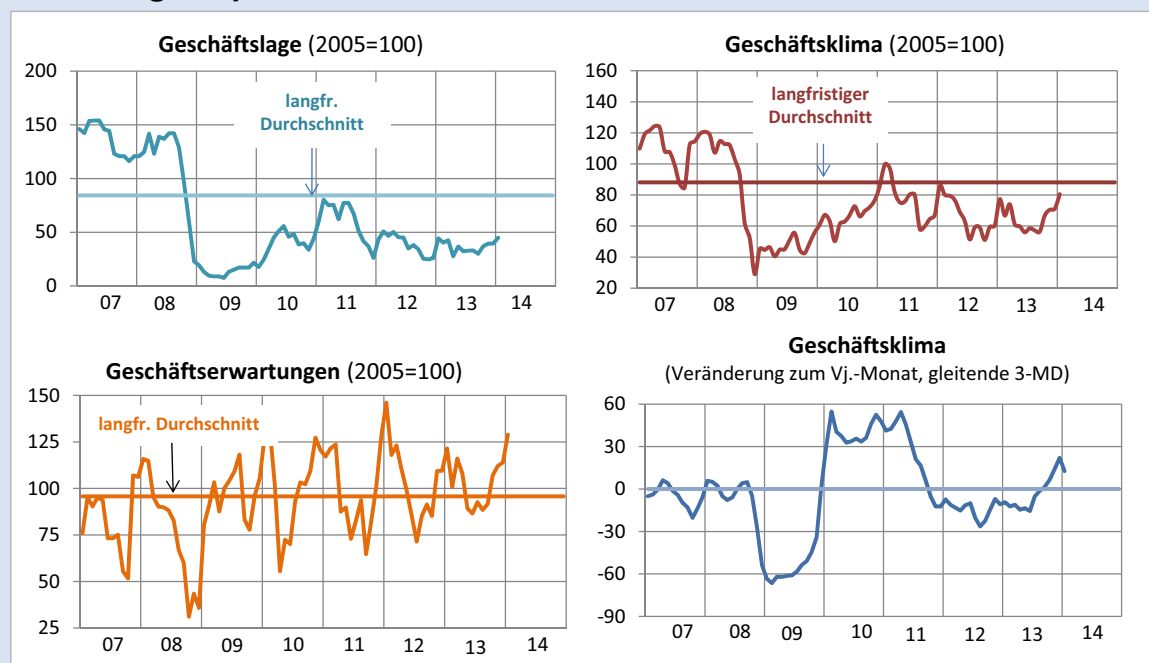 Geschäftslage (2005=100)
200
150
100
50
0
langfr.
Durchschnitt
07 08 09 10 11 12 13 14
Geschäftsklima (2005=100)
160
140
120
100
80
60
40
20
langfristiger
Durchschnitt
07 08 09 10 11 12 13 14
Geschäftserwartungen (2005=100)
150
125
100
75
50
25
langfr. Durchschnitt
07 08 09 10 11 12 13 14
Geschäftsklima
(Veränderung zum Vj.-Monat, gleitende 3-MD)
60
30
0
-30
-60
-90
07 08 09 10 11 12 13 14